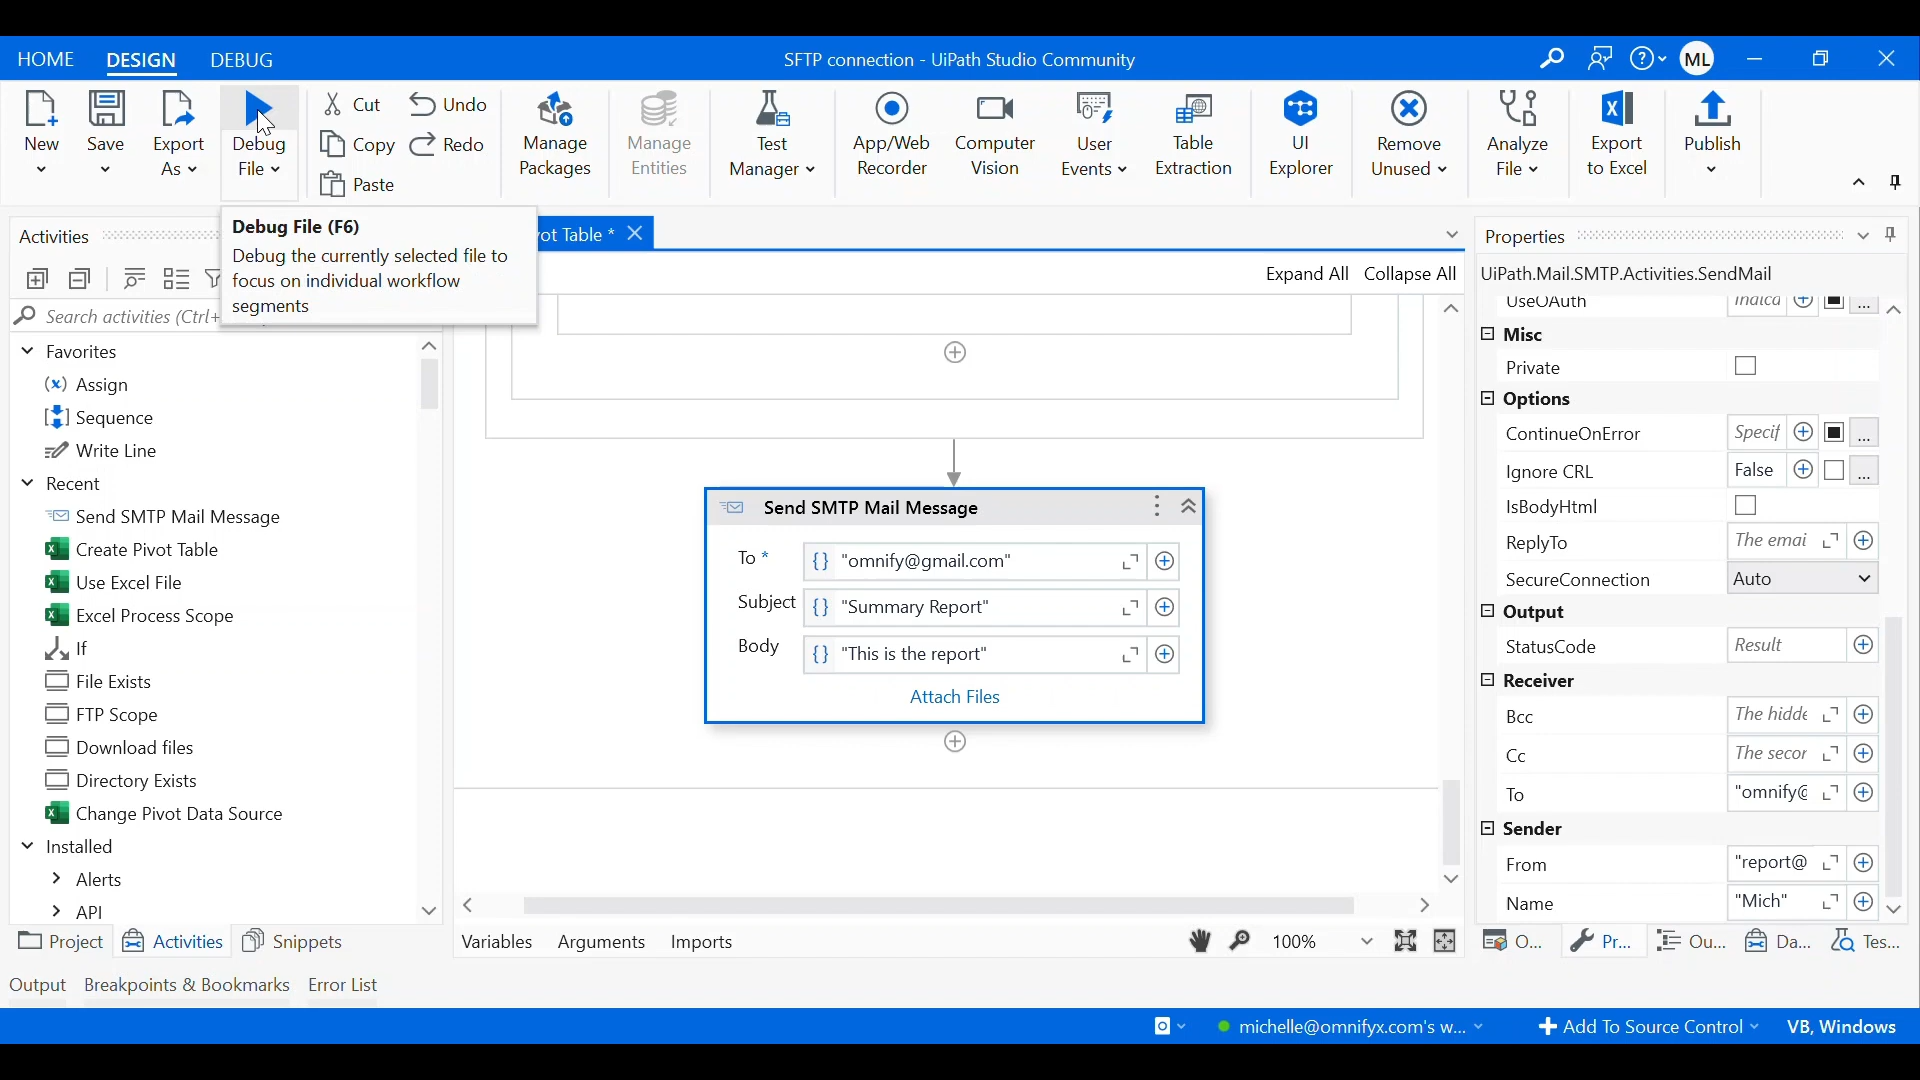 HOME DESIGN DEBUG
SFTP connection - UiPath Studio Community
ML
New
Save
Export As
Debug File
Cut
Copy
Paste
Undo
Redo
Manage Packages
Manage Entities
Test Manager
App/Web Recorder
Computer Vision
User Events
Table Extraction
UI Explorer
Remove Unused
Analyze File
Export to Excel
Publish
Debug File (F6)
Debug the currently selected file to
focus on individual workflow
segments
Activities
Search activities (Ctrl+
Favorites
Assign
Sequence
Write Line
Recent
Send SMTP Mail Message
Create Pivot Table
Use Excel File
Excel Process Scope
If
File Exists
FTP Scope
Download files
Directory Exists
Change Pivot Data Source
Installed
Alerts
API
Project Activities Snippets
vot Table *
Expand All Collapse All
Send SMTP Mail Message
To * "omnify@gmail.com"
Subject "Summary Report"
Body "This is the report"
Attach Files
Variables Arguments Imports
100%
Properties
UiPath.Mail.SMTP.Activities.SendMail
UseOAuth Indica ...
Misc
Private
Options
ContinueOnError Specif ...
Ignore CRL False ...
IsBodyHtml
ReplyTo The emai
SecureConnection Auto
Output
StatusCode Result
Receiver
Bcc The hidde
Cc The secor
To "omnify@
Sender
From "report@
Name "Mich"
O... Pr... Ou... Da... Tes...
Output Breakpoints & Bookmarks Error List
michelle@omnifyx.com's w...
Add To Source Control
VB, Windows